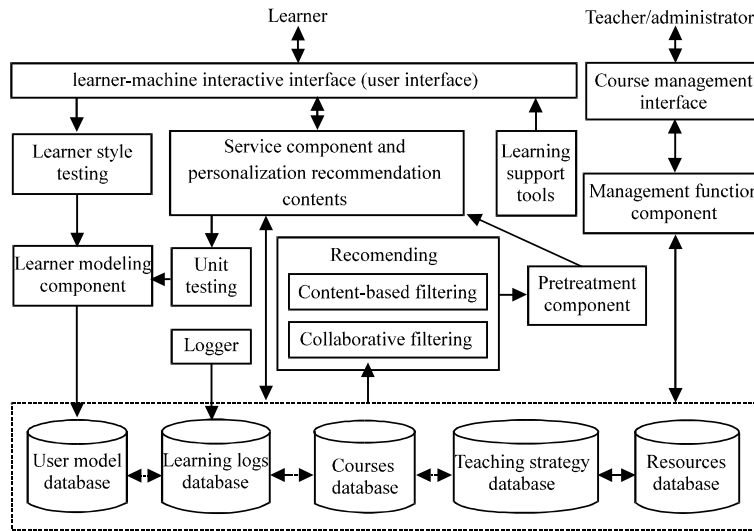 Learner
Teacher/administrator
learner-machine interactive interface (user interface)
Course management
interface
Learner style
testing
Service component and
personalization recommendation
contents
Learning
support
tools
Management function
component
Learner modeling
component
Unit
testing
Recomending
Content-based filtering
Collaborative filtering
Pretreatment
component
Logger
User model
database
Learning logs
database
Courses
database
Teaching strategy
database
Resources
database